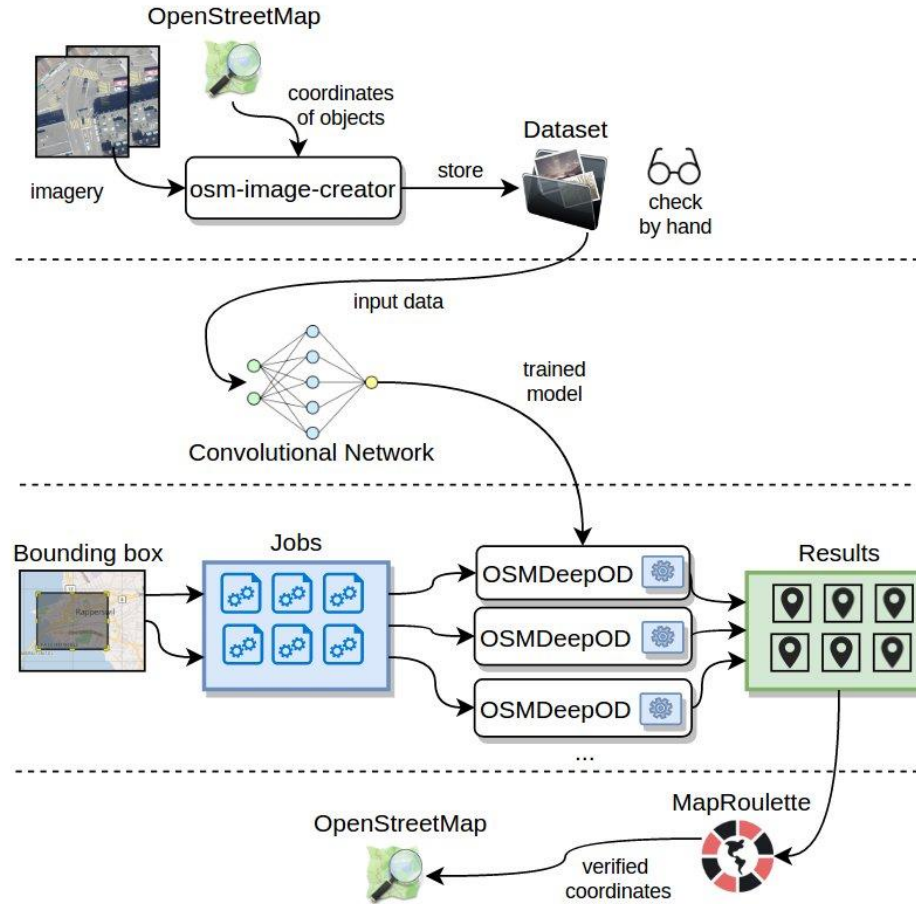 OpenStreetMap
coordinates
of objects
imagery
osm-image-creator
store
Dataset
check
by hand
input data
Convolutional Network
trained
model
Bounding box
Jobs
OSMDeepOD
OSMDeepOD
OSMDeepOD
...
Results
MapRoulette
OpenStreetMap
verified
coordinates